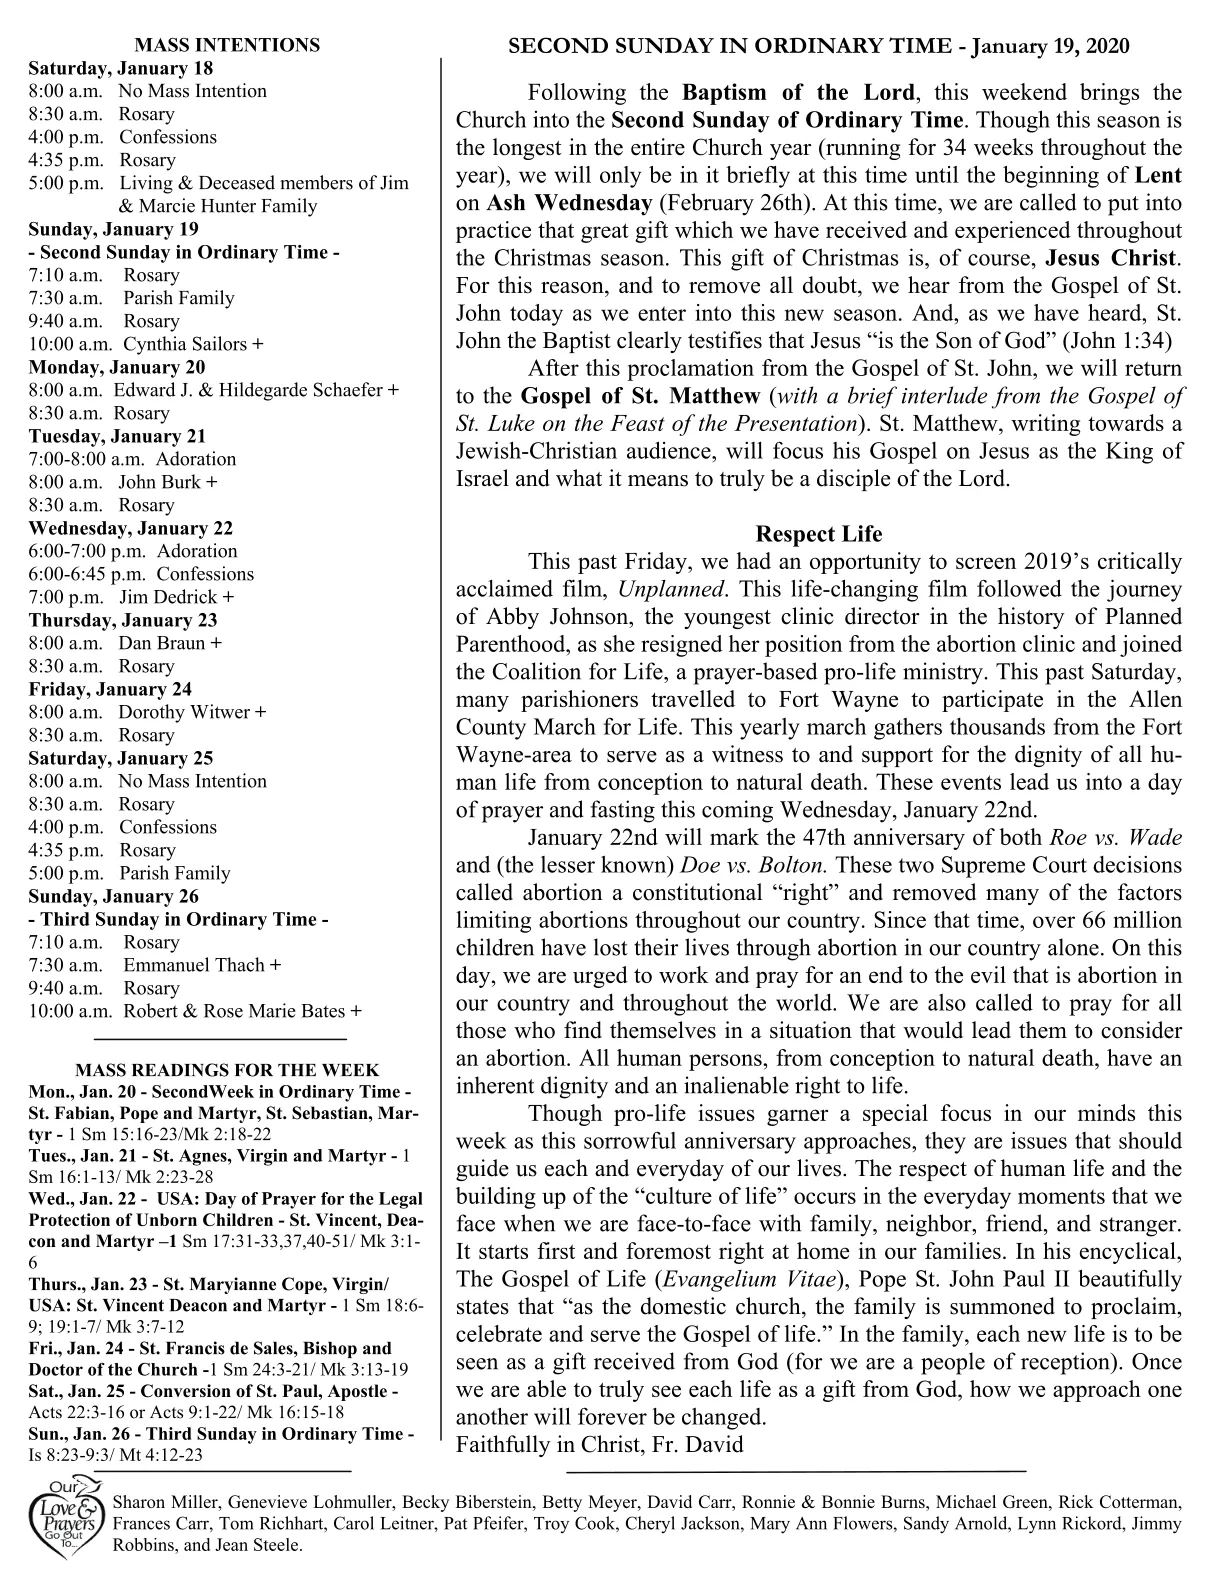 MASS INTENTIONS
Saturday, January 18
8:00 a.m. No Mass Intention
8:30 a.m. Rosary
4:00 p.m. Confessions
4:35 p.m. Rosary
5:00 p.m. Living & Deceased members of Jim
& Marcie Hunter Family
Sunday, January 19
- Second Sunday in Ordinary Time -
7:10 a.m. Rosary
7:30 a.m. Parish Family
9:40 a.m. Rosary
10:00 a.m. Cynthia Sailors +
Monday, January 20
8:00 a.m. Edward J. & Hildegarde Schaefer +
8:30 a.m. Rosary
Tuesday, January 21
7:00-8:00 a.m. Adoration
8:00 a.m. John Burk +
8:30 a.m. Rosary
Wednesday, January 22
6:00-7:00 p.m. Adoration
6:00-6:45 p.m. Confessions
7:00 p.m. Jim Dedrick +
Thursday, January 23
8:00 a.m. Dan Braun +
8:30 a.m. Rosary
Friday, January 24
8:00 a.m. Dorothy Witwer +
8:30 a.m. Rosary
Saturday, January 25
8:00 a.m. No Mass Intention
8:30 a.m. Rosary
4:00 p.m. Confessions
4:35 p.m. Rosary
5:00 p.m. Parish Family
Sunday, January 26
- Third Sunday in Ordinary Time -
7:10 a.m. Rosary
7:30 a.m. Emmanuel Thach +
9:40 a.m. Rosary
10:00 a.m. Robert & Rose Marie Bates +
MASS READINGS FOR THE WEEK
Mon., Jan. 20 - SecondWeek in Ordinary Time -
St. Fabian, Pope and Martyr, St. Sebastian, Mar-
tyr - 1 Sm 15:16-23/Mk 2:18-22
Tues., Jan. 21 - St. Agnes, Virgin and Martyr - 1
Sm 16:1-13/ Mk 2:23-28
Wed., Jan. 22 - USA: Day of Prayer for the Legal
Protection of Unborn Children - St. Vincent, Dea-
con and Martyr –1 Sm 17:31-33,37,40-51/ Mk 3:1-
6
Thurs., Jan. 23 - St. Maryianne Cope, Virgin/
USA: St. Vincent Deacon and Martyr - 1 Sm 18:6-
9; 19:1-7/ Mk 3:7-12
Fri., Jan. 24 - St. Francis de Sales, Bishop and
Doctor of the Church -1 Sm 24:3-21/ Mk 3:13-19
Sat., Jan. 25 - Conversion of St. Paul, Apostle -
Acts 22:3-16 or Acts 9:1-22/ Mk 16:15-18
Sun., Jan. 26 - Third Sunday in Ordinary Time -
Is 8:23-9:3/ Mt 4:12-23
SECOND SUNDAY IN ORDINARY TIME - January 19, 2020
Following the Baptism of the Lord, this weekend brings the
Church into the Second Sunday of Ordinary Time. Though this season is
the longest in the entire Church year (running for 34 weeks throughout the
year), we will only be in it briefly at this time until the beginning of Lent
on Ash Wednesday (February 26th). At this time, we are called to put into
practice that great gift which we have received and experienced throughout
the Christmas season. This gift of Christmas is, of course, Jesus Christ.
For this reason, and to remove all doubt, we hear from the Gospel of St.
John today as we enter into this new season. And, as we have heard, St.
John the Baptist clearly testifies that Jesus “is the Son of God” (John 1:34)
After this proclamation from the Gospel of St. John, we will return
to the Gospel of St. Matthew (with a brief interlude from the Gospel of
St. Luke on the Feast of the Presentation). St. Matthew, writing towards a
Jewish-Christian audience, will focus his Gospel on Jesus as the King of
Israel and what it means to truly be a disciple of the Lord.
Respect Life
This past Friday, we had an opportunity to screen 2019’s critically
acclaimed film, Unplanned. This life-changing film followed the journey
of Abby Johnson, the youngest clinic director in the history of Planned
Parenthood, as she resigned her position from the abortion clinic and joined
the Coalition for Life, a prayer-based pro-life ministry. This past Saturday,
many parishioners travelled to Fort Wayne to participate in the Allen
County March for Life. This yearly march gathers thousands from the Fort
Wayne-area to serve as a witness to and support for the dignity of all hu-
man life from conception to natural death. These events lead us into a day
of prayer and fasting this coming Wednesday, January 22nd.
January 22nd will mark the 47th anniversary of both Roe vs. Wade
and (the lesser known) Doe vs. Bolton. These two Supreme Court decisions
called abortion a constitutional “right” and removed many of the factors
limiting abortions throughout our country. Since that time, over 66 million
children have lost their lives through abortion in our country alone. On this
day, we are urged to work and pray for an end to the evil that is abortion in
our country and throughout the world. We are also called to pray for all
those who find themselves in a situation that would lead them to consider
an abortion. All human persons, from conception to natural death, have an
inherent dignity and an inalienable right to life.
Though pro-life issues garner a special focus in our minds this
week as this sorrowful anniversary approaches, they are issues that should
guide us each and everyday of our lives. The respect of human life and the
building up of the “culture of life” occurs in the everyday moments that we
face when we are face-to-face with family, neighbor, friend, and stranger.
It starts first and foremost right at home in our families. In his encyclical,
The Gospel of Life (Evangelium Vitae), Pope St. John Paul II beautifully
states that “as the domestic church, the family is summoned to proclaim,
celebrate and serve the Gospel of life.” In the family, each new life is to be
seen as a gift received from God (for we are a people of reception). Once
we are able to truly see each life as a gift from God, how we approach one
another will forever be changed.
Faithfully in Christ, Fr. David
Our
Love &
Prayers
Go Out
To...
Sharon Miller, Genevieve Lohmuller, Becky Biberstein, Betty Meyer, David Carr, Ronnie & Bonnie Burns, Michael Green, Rick Cotterman,
Frances Carr, Tom Richhart, Carol Leitner, Pat Pfeifer, Troy Cook, Cheryl Jackson, Mary Ann Flowers, Sandy Arnold, Lynn Rickord, Jimmy
Robbins, and Jean Steele.